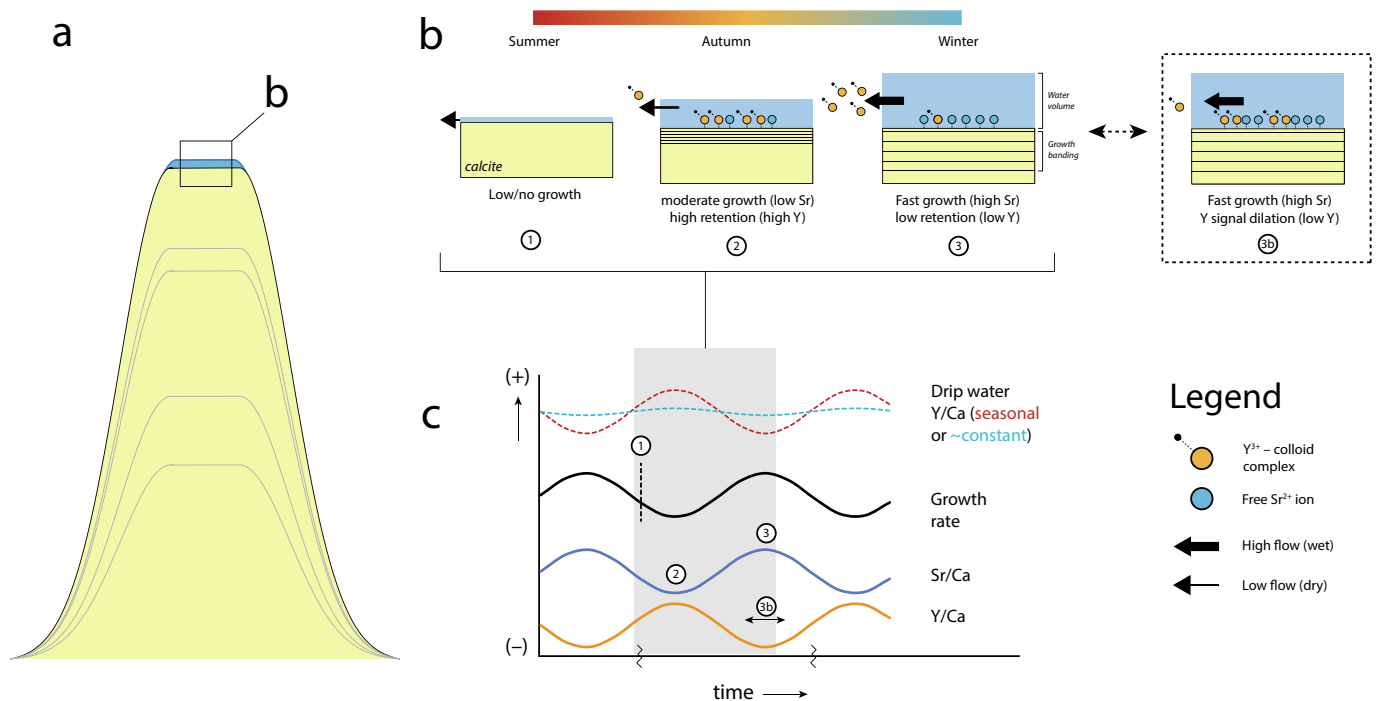 a
b
b
Summer
Autumn
Winter
calcite
Low/no growth
1
moderate growth (low Sr)
high retention (high Y)
2
Water
volume
Growth
banding
Fast growth (high Sr)
low retention (low Y)
3
Fast growth (high Sr)
Y signal dilation (low Y)
3b
c
(+)
(–)
1
2
3
3b
Drip water
Y/Ca (seasonal
or ~constant)
Growth
rate
Sr/Ca
Y/Ca
time
Legend
Y³⁺ – colloid
complex
Free Sr²⁺ ion
High flow (wet)
Low flow (dry)